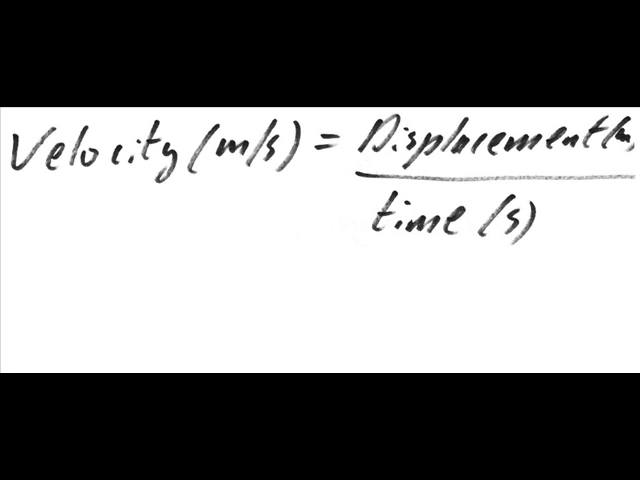 Velocity (m/s) = Displacement (m)
time (s)